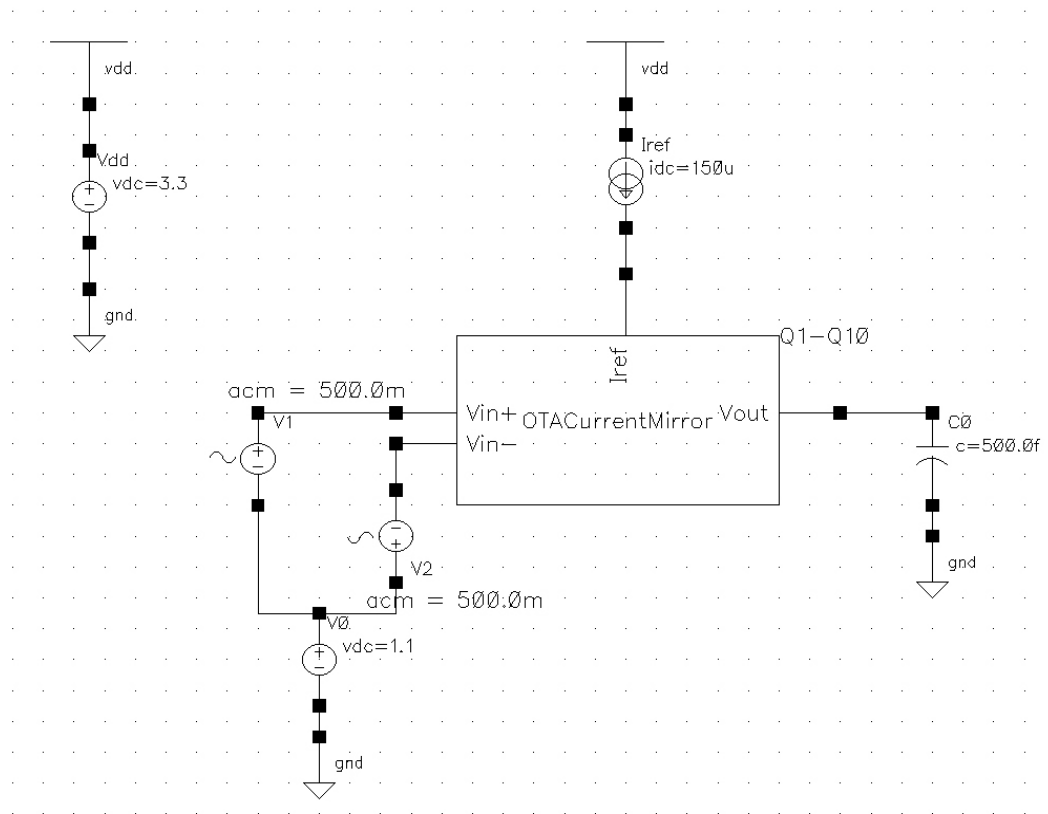 vdd
vdd
Vdd
vdc=3.3
Iref
idc=150u
gnd
Q1-Q10
Iref
acm = 500.0m
V1
Vin+
OTACurrentMirror
Vout
Vin-
C0
c=500.0f
V2
gnd
acm = 500.0m
V0
vdc=1.1
gnd